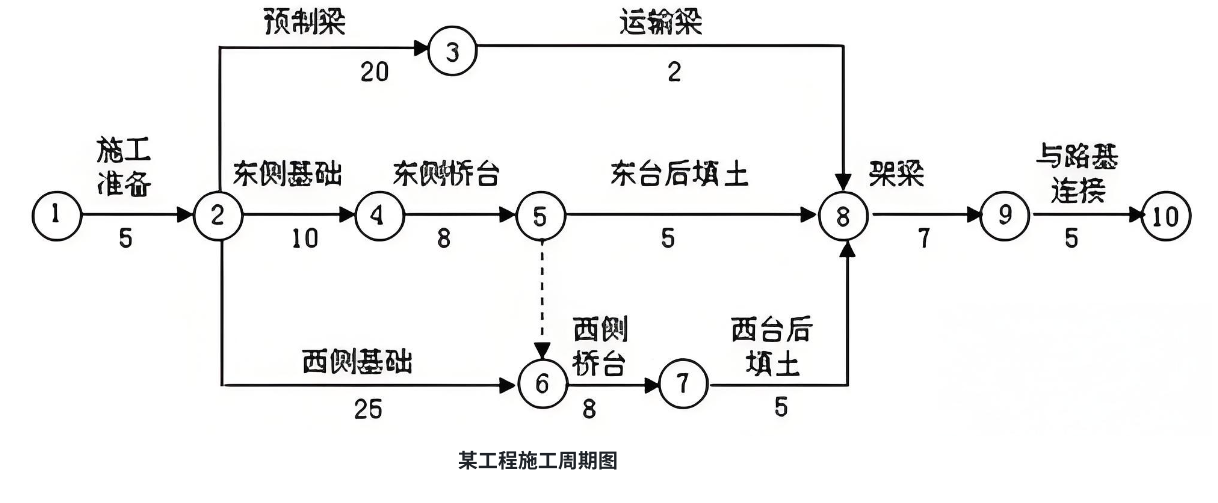 预制梁
20
3
运输梁
2
施工
准备
5
1
2
东侧基础
10
4
东侧桥台
8
5
东台后填土
5
8
架梁
7
9
与路基
连接
5
10
西侧基础
25
6
西侧
桥台
8
7
西台后
填土
5
某工程施工周期图